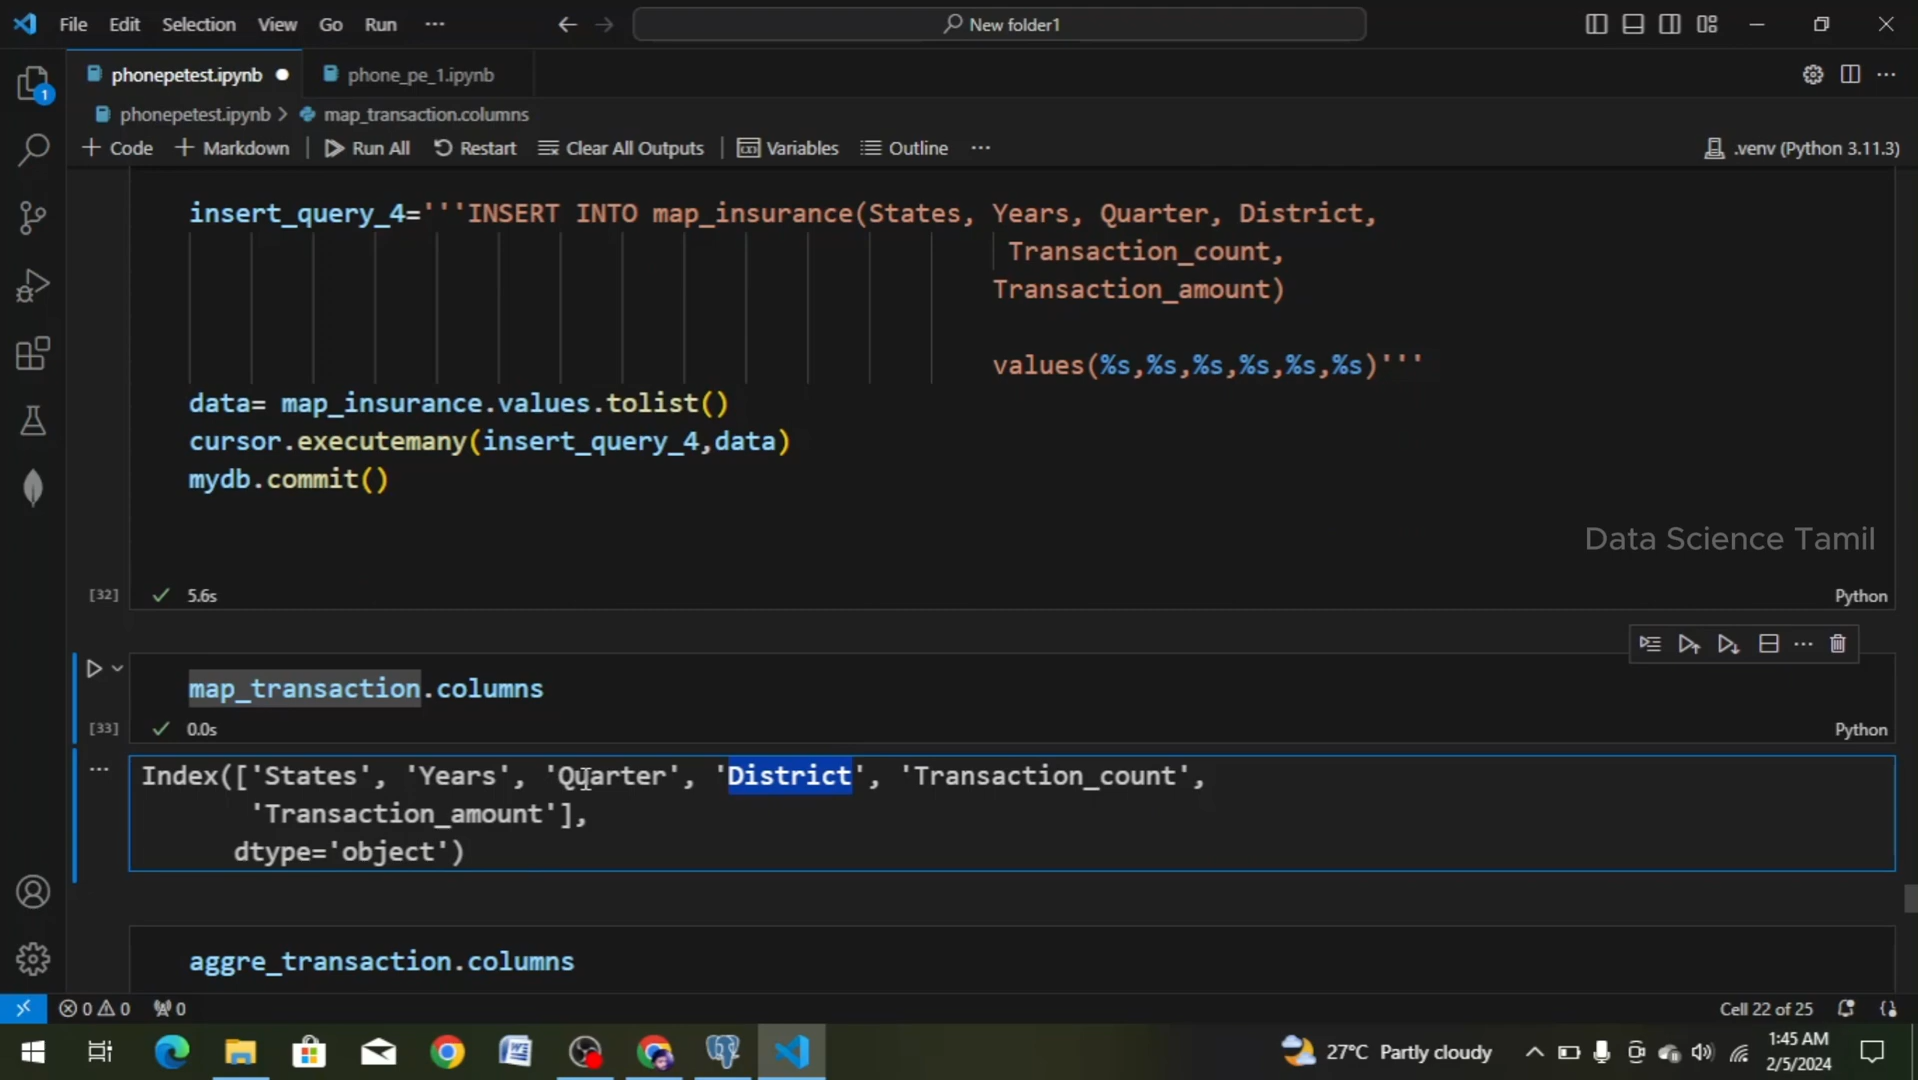 File Edit Selection View Go Run ··· New folder1
phonepetest.ipynb phone_pe_1.ipynb
phonepetest.ipynb > map_transaction.columns
+ Code + Markdown Run All Restart Clear All Outputs Variables Outline ··· .venv (Python 3.11.3)
insert_query_4='''INSERT INTO map_insurance(States, Years, Quarter, District,
Transaction_count,
Transaction_amount)
values(%s,%s,%s,%s,%s,%s)'''
data= map_insurance.values.tolist()
cursor.executemany(insert_query_4,data)
mydb.commit()
Data Science Tamil
[32] 5.6s Python
map_transaction.columns
[33] 0.0s Python
Index(['States', 'Years', 'Quarter', 'District', 'Transaction_count',
'Transaction_amount'],
dtype='object')
aggre_transaction.columns
0 0 0 Cell 22 of 25
27°C Partly cloudy 1:45 AM
2/5/2024
1